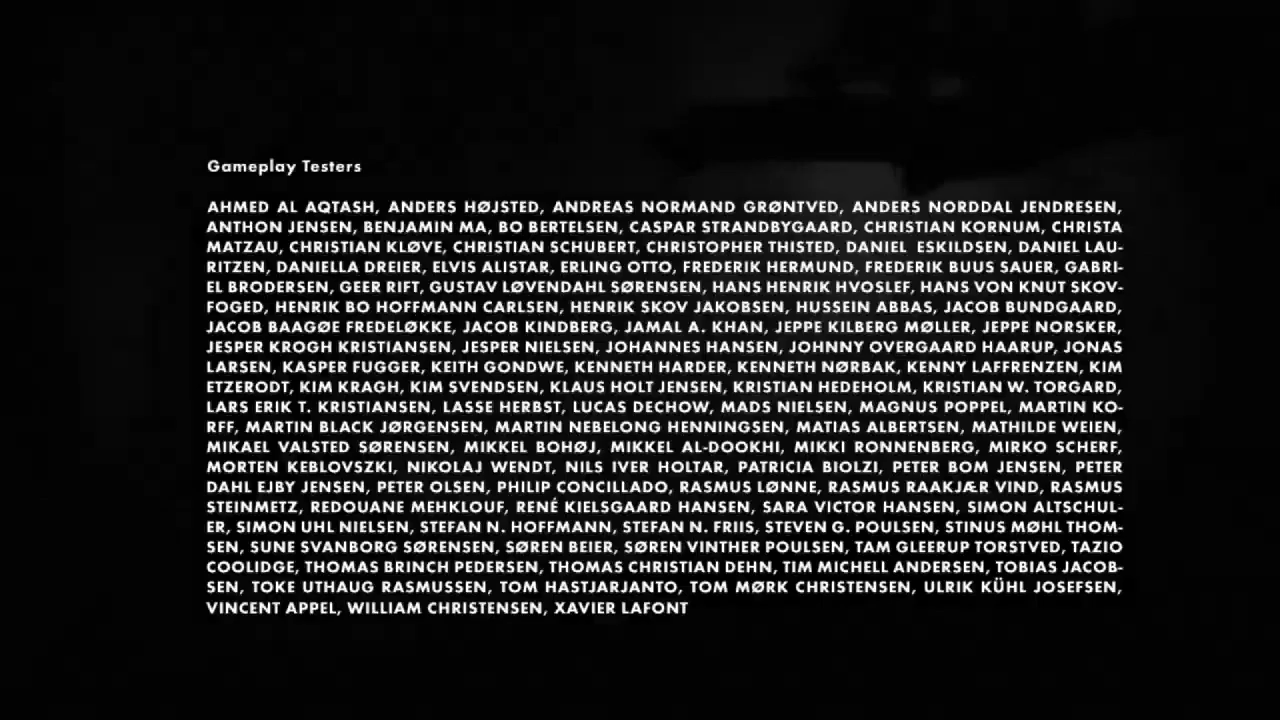 Gameplay Testers
AHMED AL AQTASH, ANDERS HØJSTED, ANDREAS NORMAND GRØNTVED, ANDERS NORDDAL JENDRESEN,
ANTHON JENSEN, BENJAMIN MA, BO BERTELSEN, CASPAR STRANDBYGAARD, CHRISTIAN KORNUM, CHRISTA
MATZAU, CHRISTIAN KLØVE, CHRISTIAN SCHUBERT, CHRISTOPHER THISTED, DANIEL ESKILDSEN, DANIEL LAU-
RITZEN, DANIELLA DREIER, ELVIS ALISTAR, ERLING OTTO, FREDERIK HERMUND, FREDERIK BUUS SAUER, GABRI-
EL BRODERSEN, GEER RIFT, GUSTAV LØVENDAHL SØRENSEN, HANS HENRIK HVOSLEF, HANS VON KNUT SKOV-
FOGED, HENRIK BO HOFFMANN CARLSEN, HENRIK SKOV JAKOBSEN, HUSSEIN ABBAS, JACOB BUNDGAARD,
JACOB BAAGØE FREDELØKKE, JACOB KINDBERG, JAMAL A. KHAN, JEPPE KILBERG MØLLER, JEPPE NORSKER,
JESPER KROGH KRISTIANSEN, JESPER NIELSEN, JOHANNES HANSEN, JOHNNY OVERGAARD HAARUP, JONAS
LARSEN, KASPER FUGGER, KEITH GONDWE, KENNETH HARDER, KENNETH NØRBAK, KENNY LAFFRENZEN, KIM
ETZERODT, KIM KRAGH, KIM SVENDSEN, KLAUS HOLT JENSEN, KRISTIAN HEDEHOLM, KRISTIAN W. TORGARD,
LARS ERIK T. KRISTIANSEN, LASSE HERBST, LUCAS DECHOW, MADS NIELSEN, MAGNUS POPPEL, MARTIN KO-
RFF, MARTIN BLACK JØRGENSEN, MARTIN NEBELONG HENNINGSEN, MATIAS ALBERTSEN, MATHILDE WEIEN,
MIKAEL VALSTED SØRENSEN, MIKKEL BOHØJ, MIKKEL AL-DOOKHI, MIKKI RONNENBERG, MIRKO SCHERF,
MORTEN KEBLOVSZKI, NIKOLAJ WENDT, NILS IVER HOLTAR, PATRICIA BIOLZI, PETER BOM JENSEN, PETER
DAHL EJBY JENSEN, PETER OLSEN, PHILIP CONCILLADO, RASMUS LØNNE, RASMUS RAAKJÆR VIND, RASMUS
STEINMETZ, REDOUANE MEHKLOUF, RENÉ KIELSGAARD HANSEN, SARA VICTOR HANSEN, SIMON ALTSCHUL-
ER, SIMON UHL NIELSEN, STEFAN N. HOFFMANN, STEFAN N. FRIIS, STEVEN G. POULSEN, STINUS MØHL THOM-
SEN, SUNE SVANBORG SØRENSEN, SØREN BEIER, SØREN VINTHER POULSEN, TAM GLEERUP TORSTVED, TAZIO
COOLIDGE, THOMAS BRINCH PEDERSEN, THOMAS CHRISTIAN DEHN, TIM MICHELL ANDERSEN, TOBIAS JACOB-
SEN, TOKE UTHAUG RASMUSSEN, TOM HASTJARJANTO, TOM MØRK CHRISTENSEN, ULRIK KÜHL JOSEFSEN,
VINCENT APPEL, WILLIAM CHRISTENSEN, XAVIER LAFONT